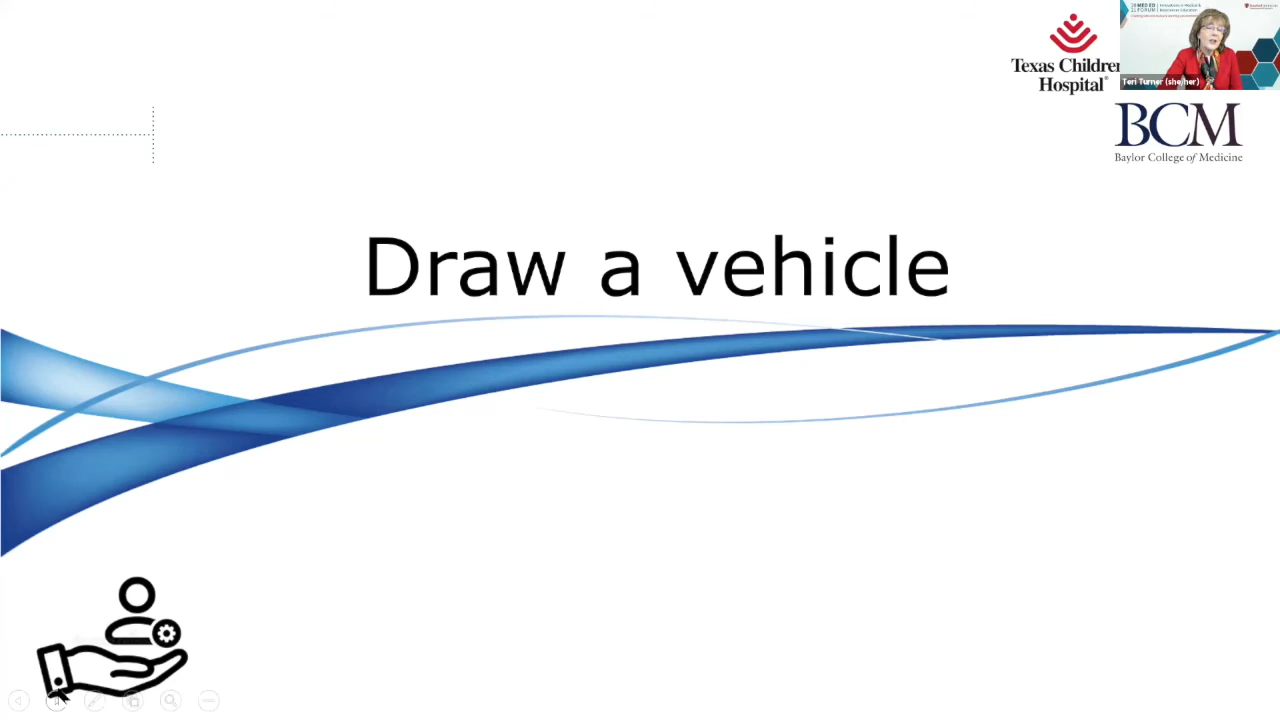 Texas Children
Hospital
Teri Turner (she/her)
BCM
Baylor College of Medicine
Draw a vehicle